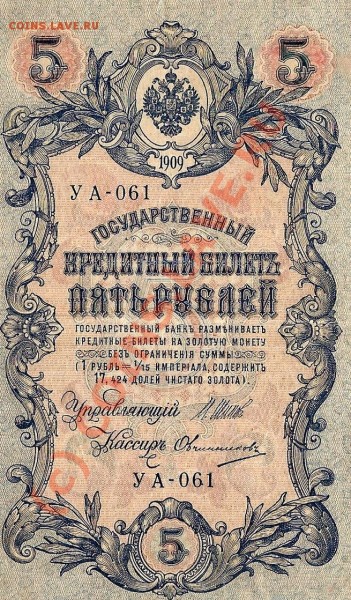 COINS.LAVE.RU
5 5
1909
УА-061
ГОСУДАРСТВЕННЫЙ
КРЕДИТНЫЙ БИЛЕТЪ
ПЯТЬ РУБЛЕЙ
ГОСУДАРСТВЕННЫЙ БАНКЪ РАЗМѢНИВАЕТЪ
КРЕДИТНЫЕ БИЛЕТЫ НА ЗОЛОТУЮ МОНЕТУ
БЕЗЪ ОГРАНИЧЕНІЯ СУММЫ
(1 РУБЛЬ = 1/15 ИМПЕРІАЛА, СОДЕРЖИТЪ
17,424 ДОЛЕЙ ЧИСТАГО ЗОЛОТА).
Управляющій И. Шиповъ
Кассиръ Овчинниковъ
УА-061
5